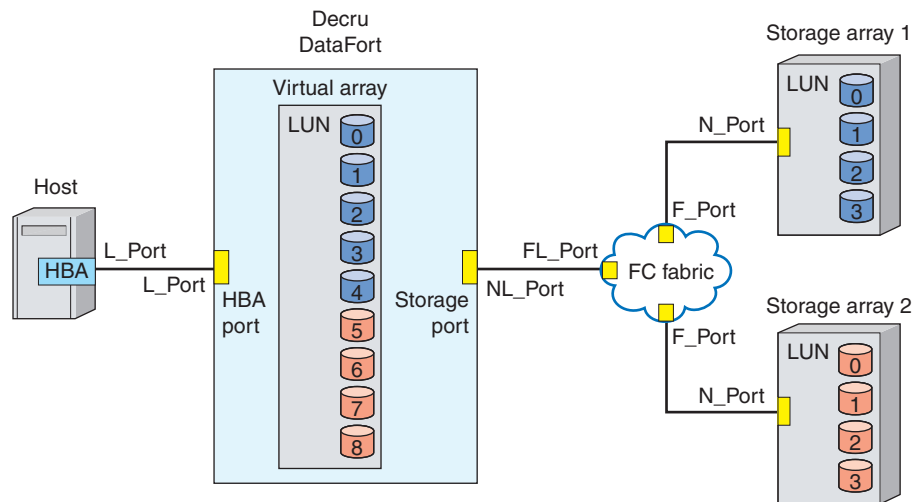 Decru
DataFort
Virtual array
LUN
0
1
2
3
4
5
6
7
8
Host
HBA
L_Port
L_Port
HBA
port
Storage
port
FL_Port
NL_Port
FC fabric
F_Port
N_Port
F_Port
N_Port
Storage array 1
LUN
0
1
2
3
Storage array 2
LUN
0
1
2
3